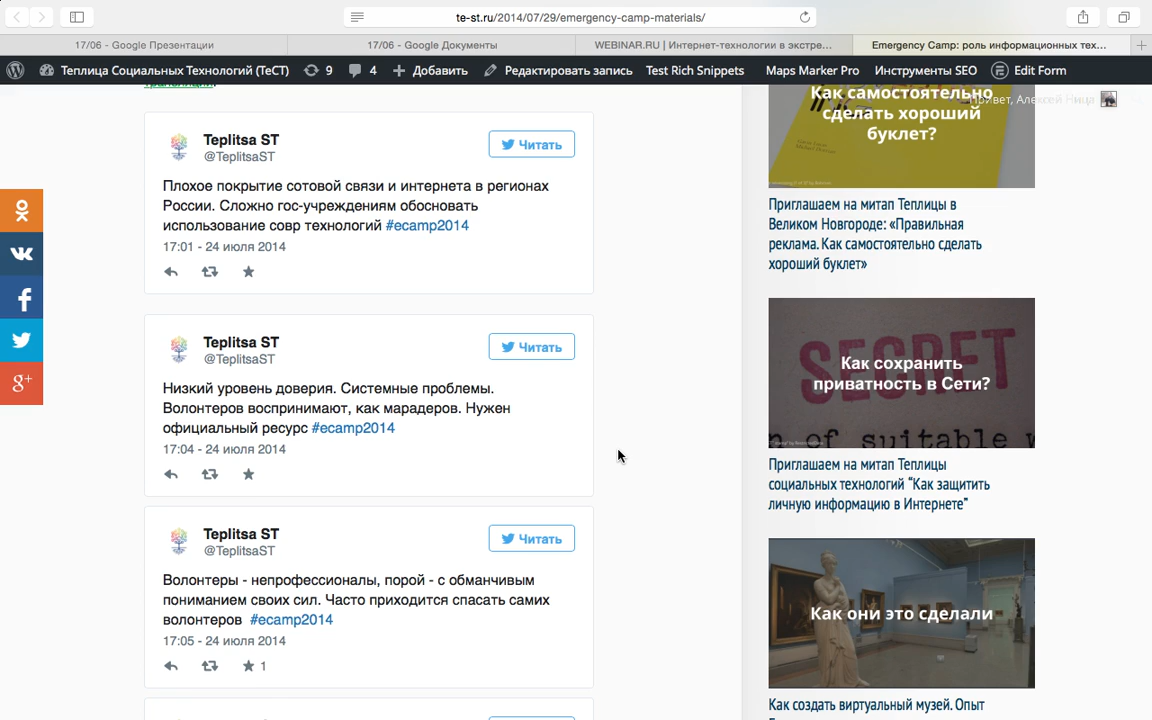 te-st.ru/2014/07/29/emergency-camp-materials/
17/06 - Google Презентации
17/06 - Google Документы
WEBINAR.RU | Интернет-технологии в экстре...
Emergency Camp: роль информационных тех...
Теплица Социальных Технологий (ТеСТ)
9
4
Добавить
Редактировать запись
Test Rich Snippets
Maps Marker Pro
Инструменты SEO
Edit Form
Привет, Алексей
Teplitsa ST
@TeplitsaST
Читать
Плохое покрытие сотовой связи и интернета в регионах
России. Сложно гос-учреждениям обосновать
использование совр технологий #ecamp2014
17:01 - 24 июля 2014
Teplitsa ST
@TeplitsaST
Читать
Низкий уровень доверия. Системные проблемы.
Волонтеров воспринимают, как марадеров. Нужен
официальный ресурс #ecamp2014
17:04 - 24 июля 2014
Teplitsa ST
@TeplitsaST
Читать
Волонтеры - непрофессионалы, порой - с обманчивым
пониманием своих сил. Часто приходится спасать самих
волонтеров #ecamp2014
17:05 - 24 июля 2014
1
Как самостоятельно
сделать хороший
буклет?
Приглашаем на митап Теплицы в
Великом Новгороде: «Правильная
реклама. Как самостоятельно сделать
хороший буклет»
SECRET
Как сохранить
приватность в Сети?
n of suitable w
Приглашаем на митап Теплицы
социальных технологий “Как защитить
личную информацию в Интернете”
Как они это сделали
Как создать виртуальный музей. Опыт